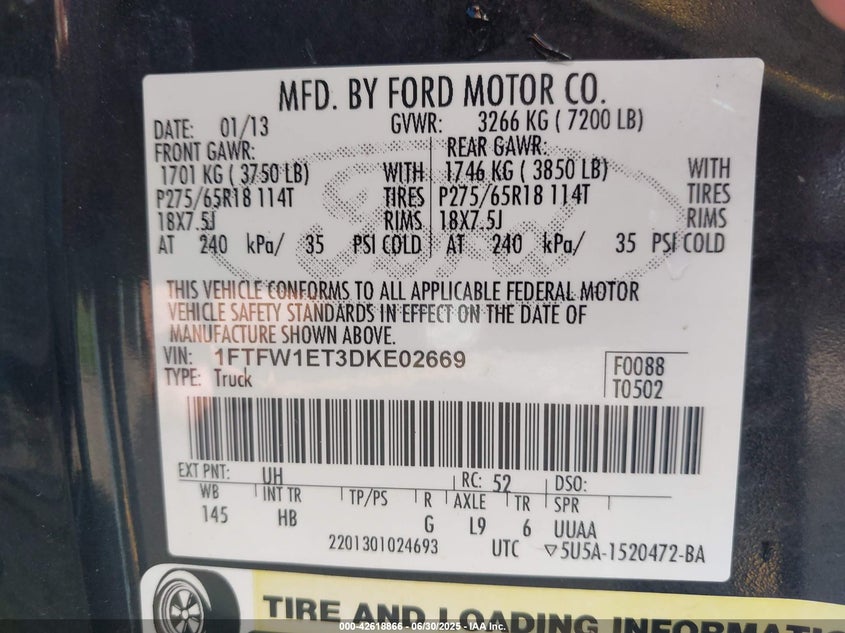 MFD. BY FORD MOTOR CO.
DATE: 01/13 GVWR: 3266 KG ( 7200 LB)
FRONT GAWR: REAR GAWR:
1701 KG ( 3750 LB) WITH 1746 KG ( 3850 LB) WITH
P275/65R18 114T TIRES P275/65R18 114T TIRES
18X7.5J RIMS 18X7.5J RIMS
AT 240 kPa/ 35 PSI COLD AT 240 kPa/ 35 PSI COLD
Ford
THIS VEHICLE CONFORMS TO ALL APPLICABLE FEDERAL MOTOR
VEHICLE SAFETY STANDARDS IN EFFECT ON THE DATE OF
MANUFACTURE SHOWN ABOVE.
VIN: 1FTFW1ET3DKE02669 F0088
TYPE: Truck T0502
EXT PNT: UH RC: 52 DSO:
WB INT TR TP/PS R AXLE TR SPR
145 HB G L9 6 UUAA
2201301024693 UTC ▽5U5A-1520472-BA
TIRE AND LOADING INFORMATI
000-42618866 - 06/30/2025 - IAA Inc.